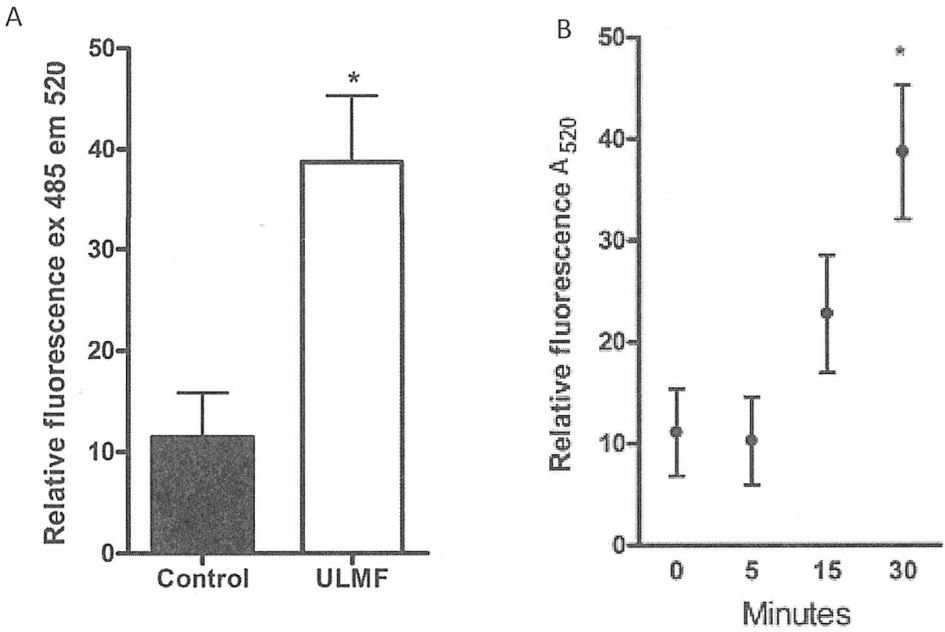 A
Relative fluorescence ex 485 em 520
50
40
30
20
10
0
*
Control ULMF
B
Relative fluorescence A520
50
40
30
20
10
0
*
0 5 15 30
Minutes